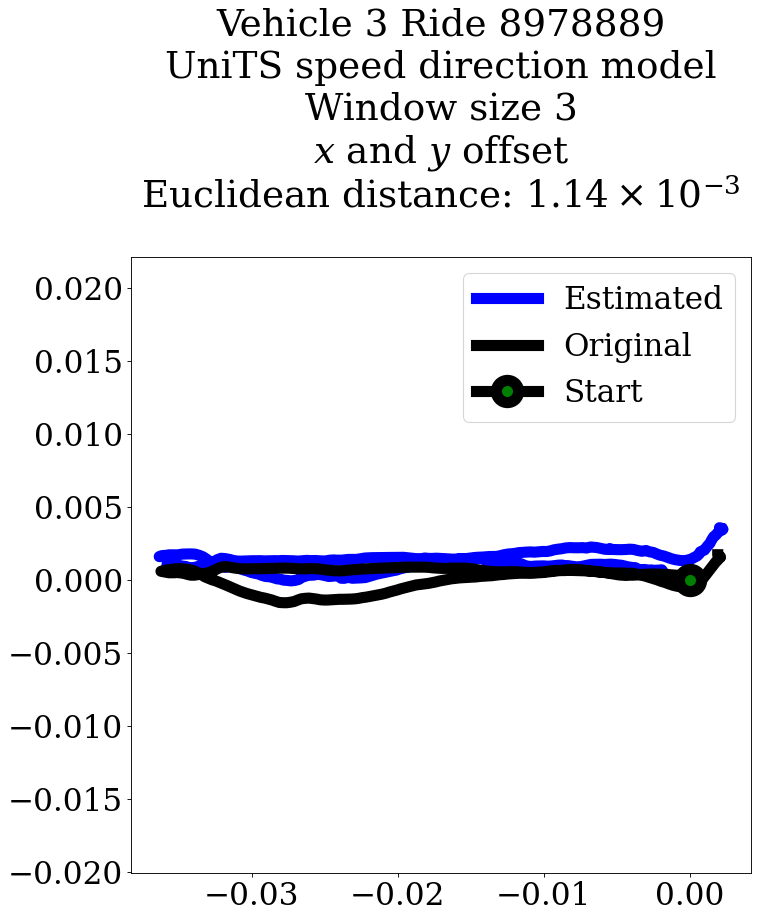 Vehicle 3 Ride 8978889
UniTS speed direction model
Window size 3
x and y offset
Euclidean distance: 1.14 × 10⁻³
Estimated
Original
Start
0.020
0.015
0.010
0.005
0.000
−0.005
−0.010
−0.015
−0.020
−0.03 −0.02 −0.01 0.00